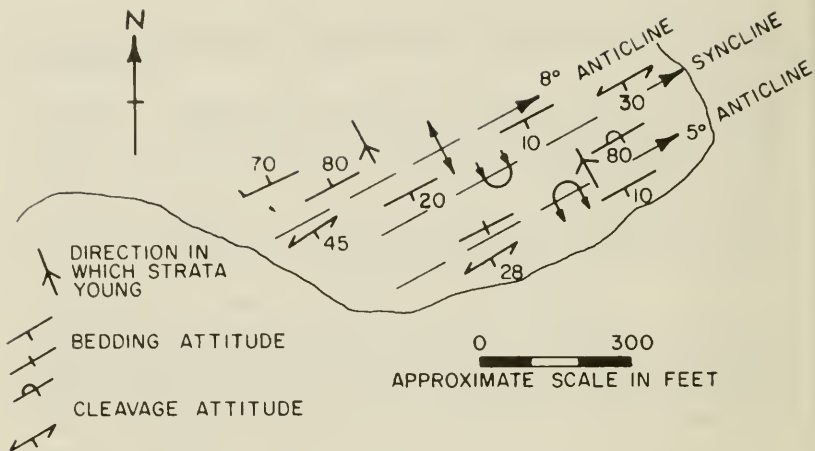 N
8° ANTICLINE
SYNCLINE
5° ANTICLINE
30
10
80
70 80
20
10
45
28
DIRECTION IN
WHICH STRATA
YOUNG
BEDDING ATTITUDE
CLEAVAGE ATTITUDE
0 300
APPROXIMATE SCALE IN FEET